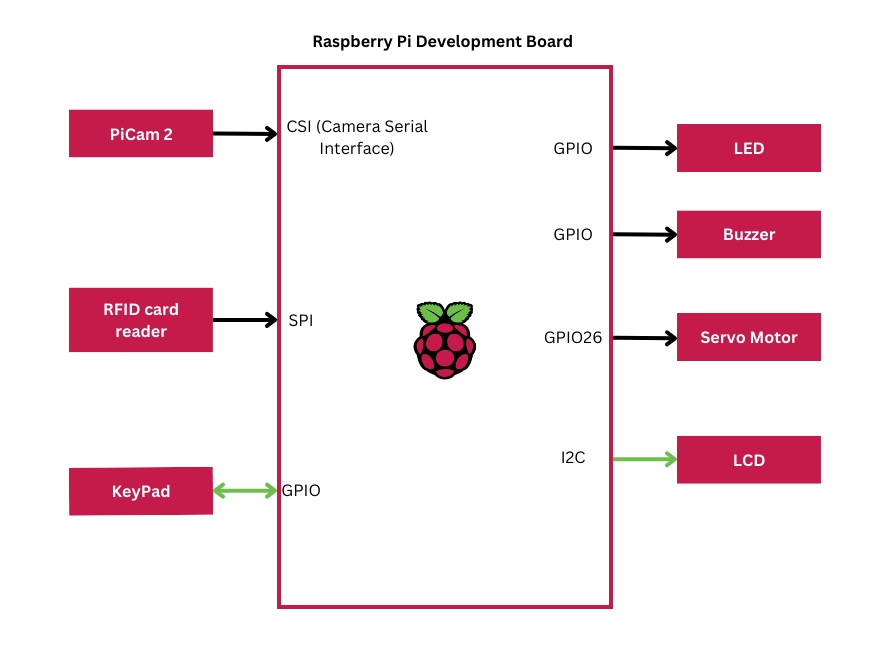 Raspberry Pi Development Board
PiCam 2
CSI (Camera Serial
Interface)
GPIO
LED
GPIO
Buzzer
RFID card
reader
SPI
GPIO26
Servo Motor
I2C
LCD
KeyPad
GPIO